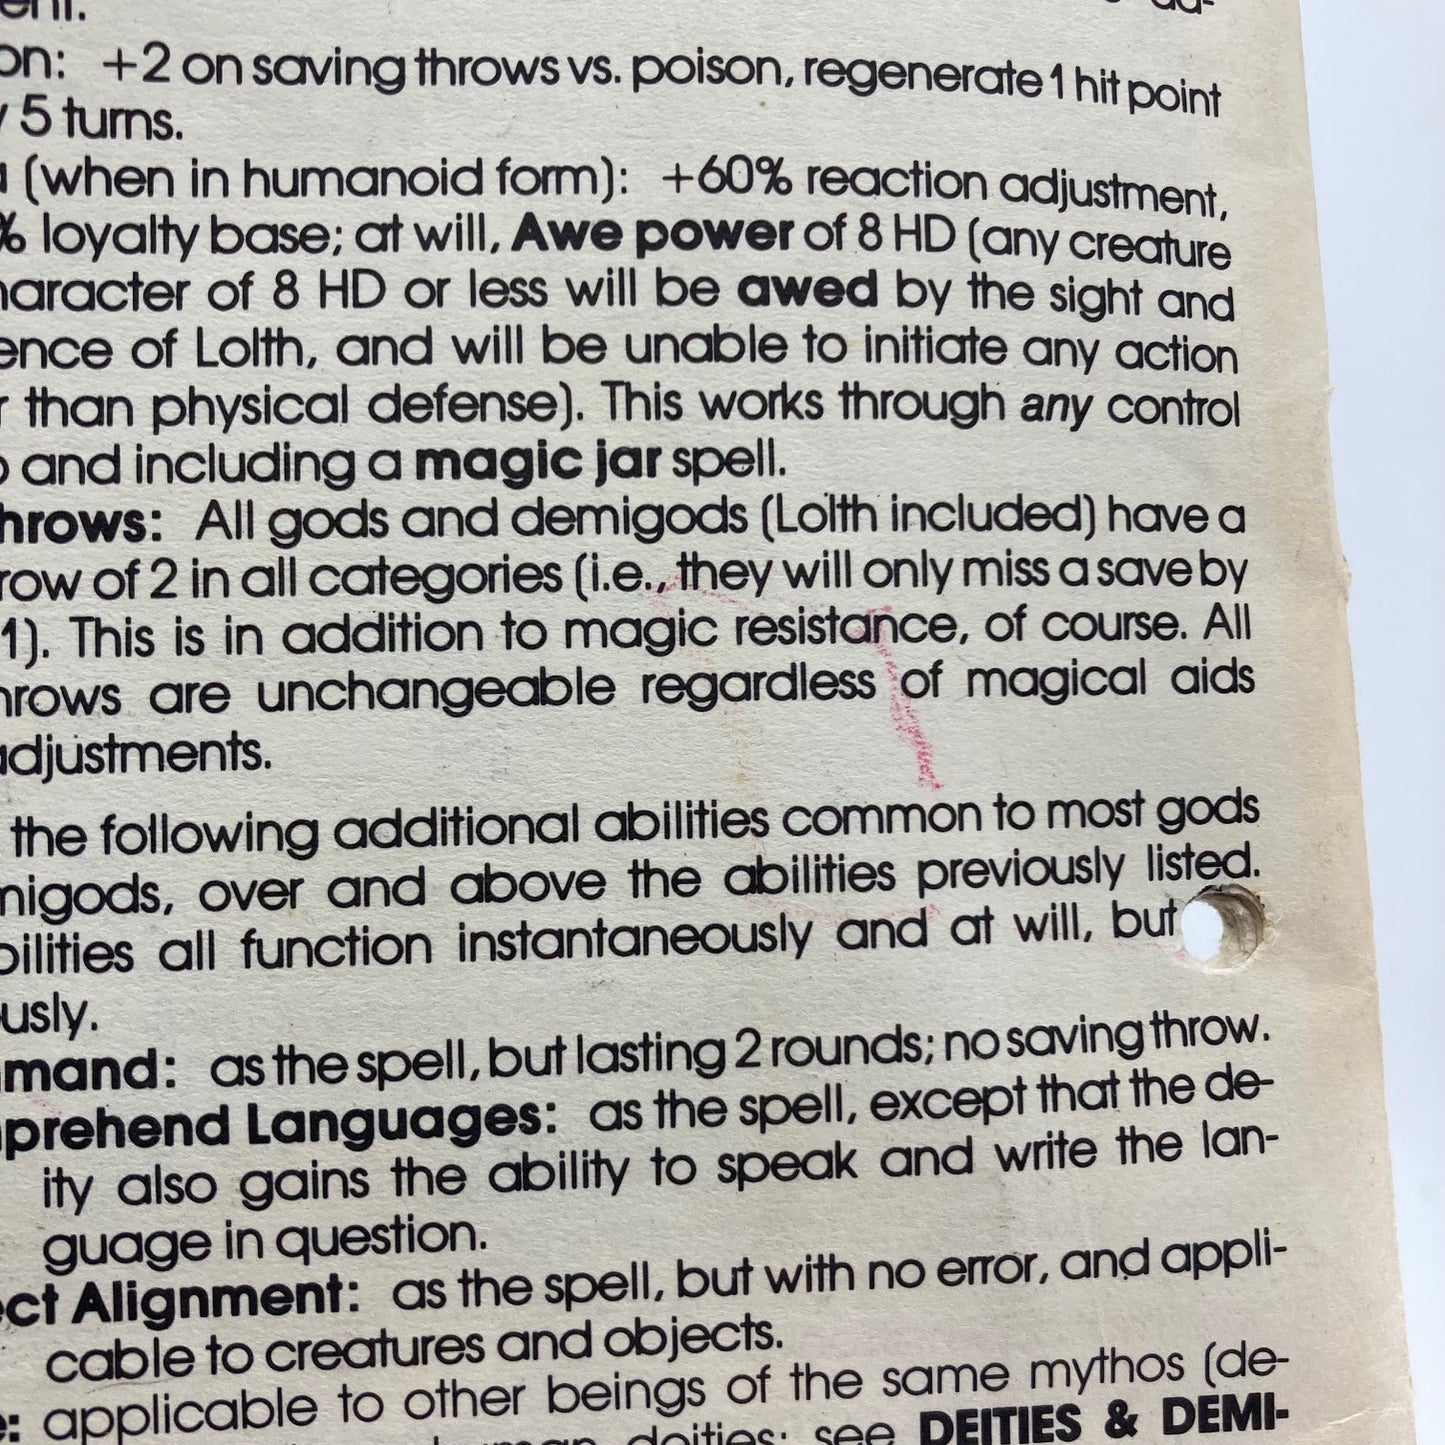 on: +2 on saving throws vs. poison, regenerate 1 hit point
5 turns.
(when in humanoid form): +60% reaction adjustment,
% loyalty base; at will, Awe power of 8 HD (any creature
haracter of 8 HD or less will be awed by the sight and
ence of Lolth, and will be unable to initiate any action
r than physical defense). This works through any control
and including a magic jar spell.
hrows: All gods and demigods (Lolth included) have a
row of 2 in all categories (i.e., they will only miss a save by
1). This is in addition to magic resistance, of course. All
hrows are unchangeable regardless of magical aids
adjustments.
the following additional abilities common to most gods
migods, over and above the abilities previously listed.
bilities all function instantaneously and at will, but
usly.
mmand: as the spell, but lasting 2 rounds; no saving throw.
prehend Languages: as the spell, except that the de-
ity also gains the ability to speak and write the lan-
guage in question.
ect Alignment: as the spell, but with no error, and appli-
cable to creatures and objects.
e: applicable to other beings of the same mythos (de-
deities; see DEITIES & DEMI-